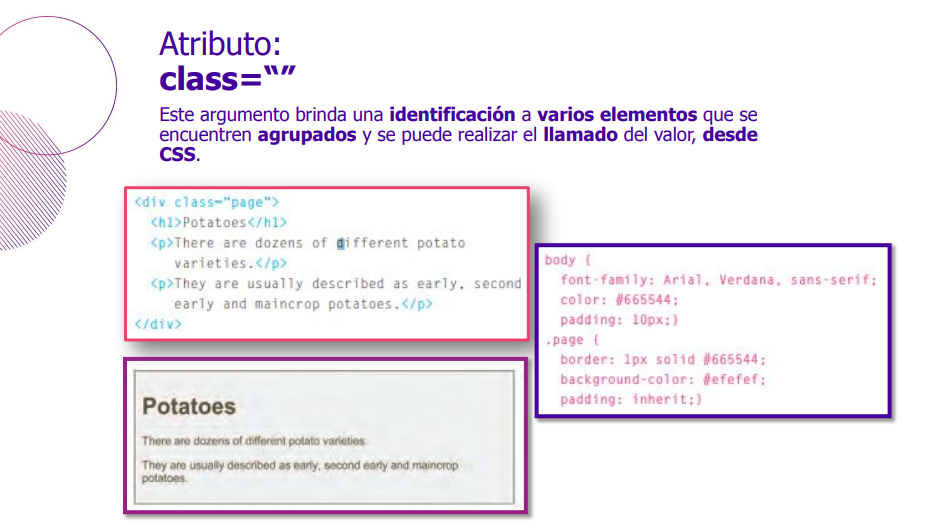 Atributo:
class=“”
Este argumento brinda una identificación a varios elementos que se
encuentren agrupados y se puede realizar el llamado del valor, desde
CSS.
<div class="page">
<h1>Potatoes</h1>
<p>There are dozens of different potato
varieties.</p>
<p>They are usually described as early, second
early and maincrop potatoes.</p>
</div>
body {
font-family: Arial, Verdana, sans-serif;
color: #665544;
padding: 10px;}
.page {
border: 1px solid #665544;
background-color: #efefef;
padding: inherit;}
Potatoes
There are dozens of different potato varieties.
They are usually described as early, second early and maincrop
potatoes.